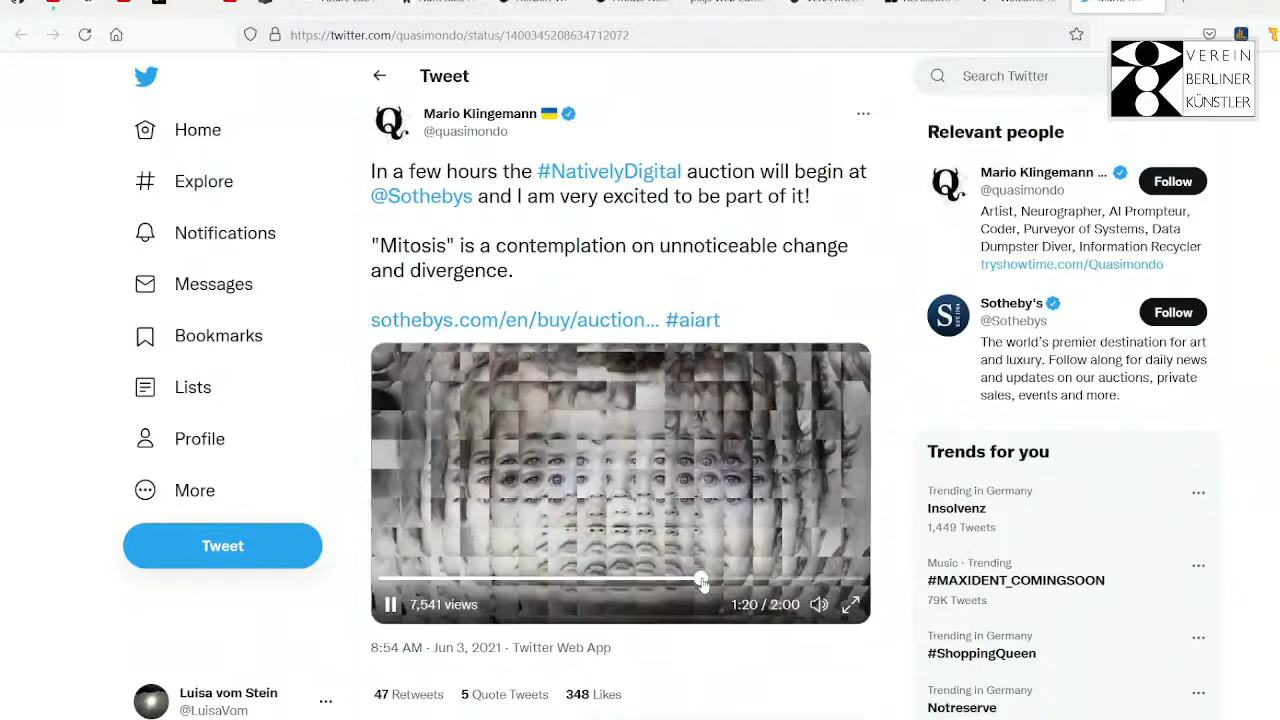 https://twitter.com/quasimondo/status/1400345208634712072
VEREIN
BERLINER
KÜNSTLER
Home
Explore
Notifications
Messages
Bookmarks
Lists
Profile
More
Tweet
Luisa vom Stein
@LuisaVom
Tweet
Mario Klingemann
@quasimondo
In a few hours the #NativelyDigital auction will begin at
@Sothebys and I am very excited to be part of it!
"Mitosis" is a contemplation on unnoticeable change
and divergence.
sothebys.com/en/buy/auction… #aiart
7,541 views
1:20 / 2:00
8:54 AM · Jun 3, 2021 · Twitter Web App
47 Retweets 5 Quote Tweets 348 Likes
Search Twitter
Relevant people
Mario Klingemann ...
@quasimondo
Follow
Artist, Neurographer, AI Prompteur,
Coder, Purveyor of Systems, Data
Dumpster Diver, Information Recycler
tryshowtime.com/Quasimondo
Sotheby's
@Sothebys
Follow
The world's premier destination for art
and luxury. Follow along for daily news
and updates on our auctions, private
sales, events and more.
Trends for you
Trending in Germany
Insolvenz
1,449 Tweets
Music · Trending
#MAXIDENT_COMINGSOON
79K Tweets
Trending in Germany
#ShoppingQueen
Trending in Germany
Notreserve